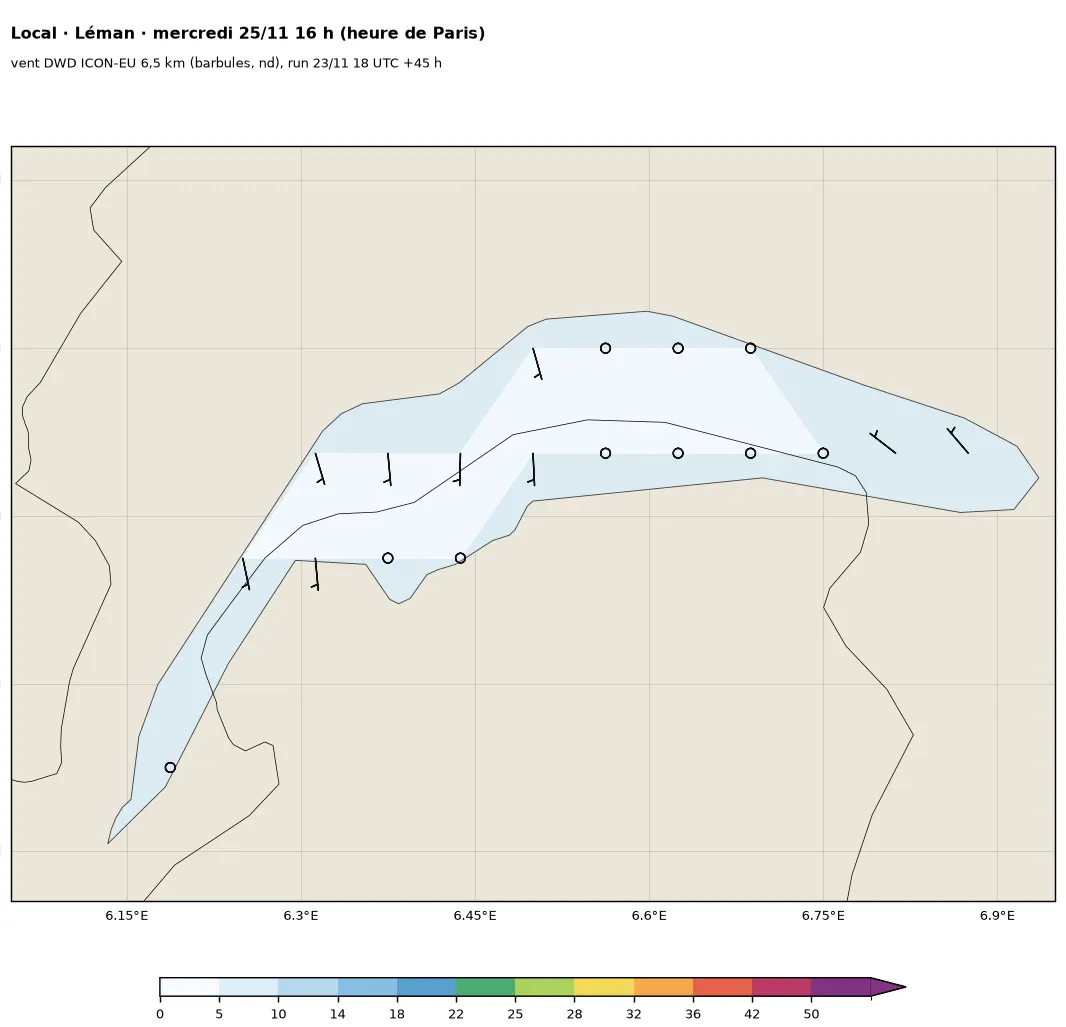 Local · Léman · mercredi 25/11 16 h (heure de Paris)
vent DWD ICON-EU 6,5 km (barbules, nd), run 23/11 18 UTC +45 h
6.15°E 6.3°E 6.45°E 6.6°E 6.75°E 6.9°E
0 5 10 14 18 22 25 28 32 36 42 50